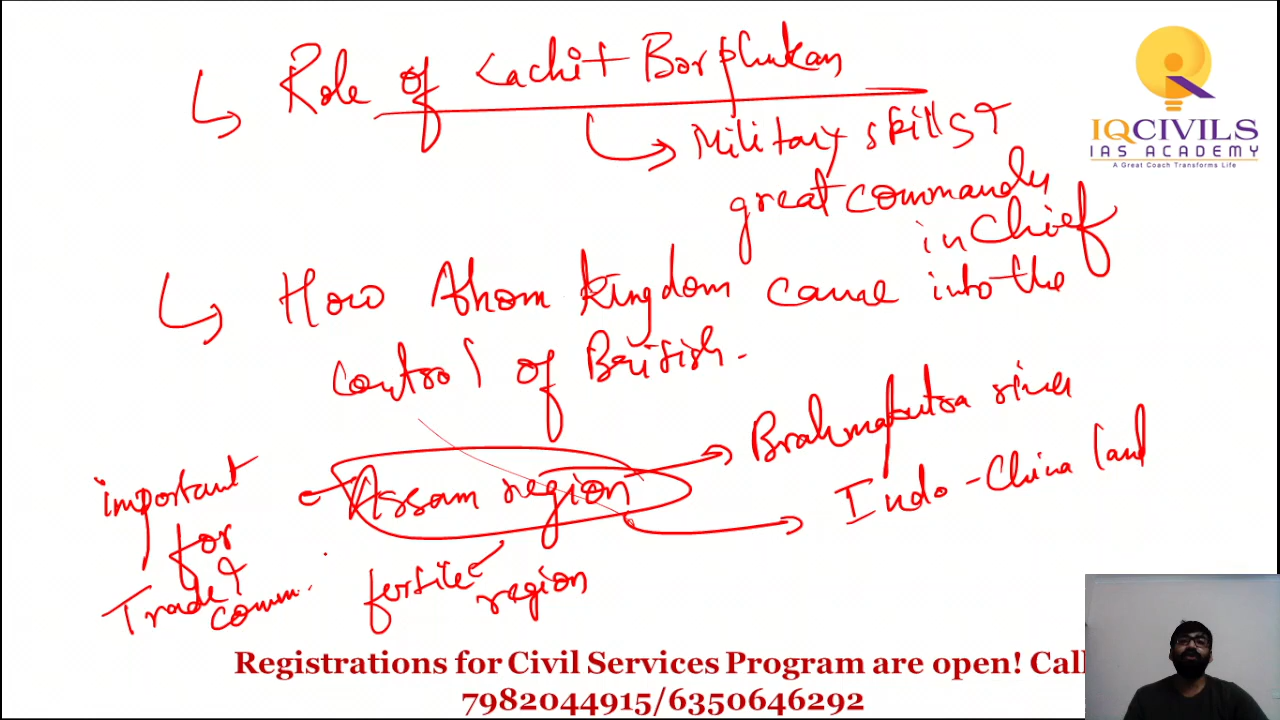 Role of Lachit Borphukan
Military skills &
great commander
in Chief
How Ahom kingdom came into the
control of British.
Brahmaputra river
Indo-China land
Assam region
important
for
Trade &
comm.
fertile
region
IQCIVILS
IAS ACADEMY
A Great Coach Transforms Life
Registrations for Civil Services Program are open! Call
7982044915/6350646292